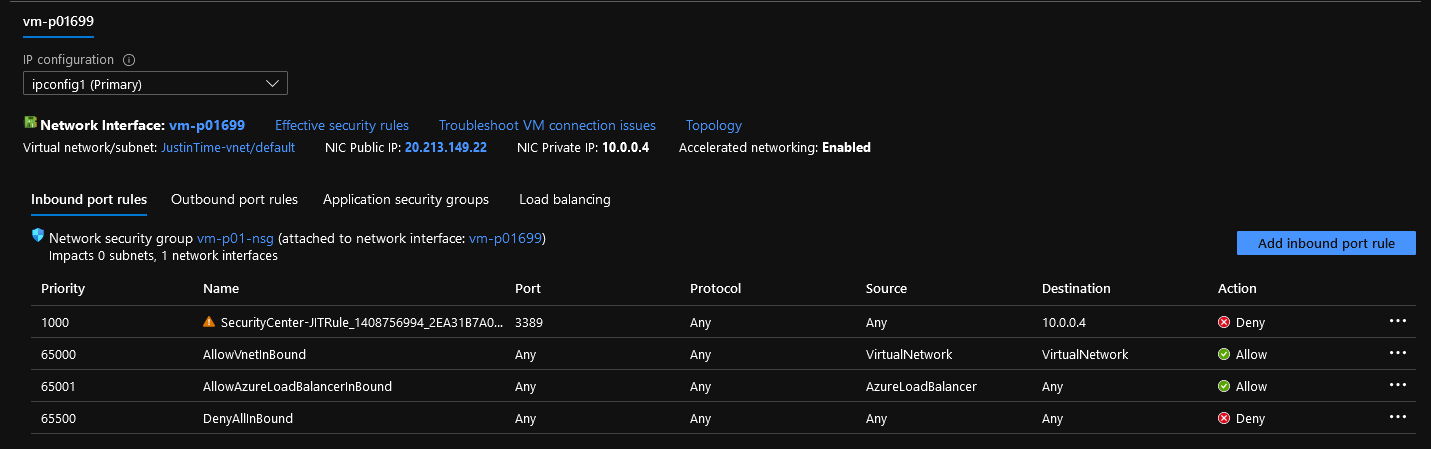 vm-p01699
IP configuration
ipconfig1 (Primary)
Network Interface: vm-p01699 Effective security rules Troubleshoot VM connection issues Topology
Virtual network/subnet: JustinTime-vnet/default NIC Public IP: 20.213.149.22 NIC Private IP: 10.0.0.4 Accelerated networking: Enabled
Inbound port rules Outbound port rules Application security groups Load balancing
Network security group vm-p01-nsg (attached to network interface: vm-p01699)
Impacts 0 subnets, 1 network interfaces
Add inbound port rule
Priority Name Port Protocol Source Destination Action
1000 SecurityCenter-JITRule_1408756994_2EA31B7A0... 3389 Any Any 10.0.0.4 Deny
65000 AllowVnetInBound Any Any VirtualNetwork VirtualNetwork Allow
65001 AllowAzureLoadBalancerInBound Any Any AzureLoadBalancer Any Allow
65500 DenyAllInBound Any Any Any Any Deny